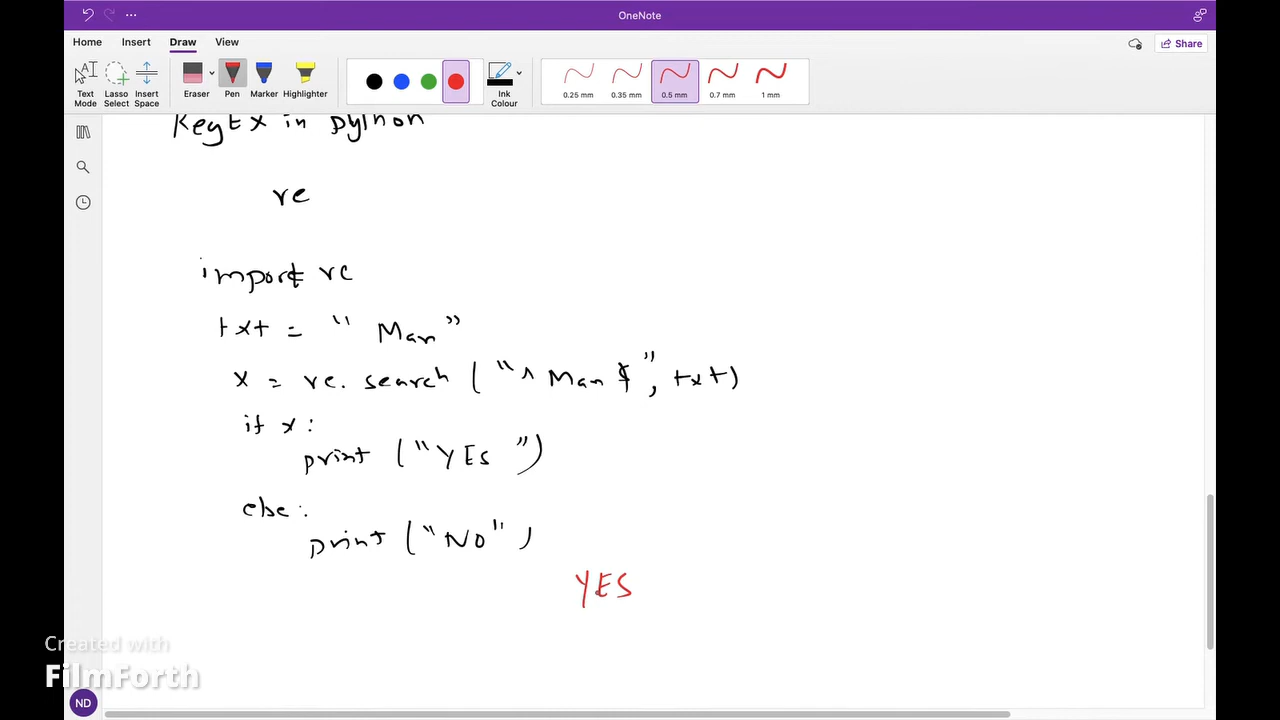 OneNote
Home Insert Draw View
Share
Text Mode
Lasso Select
Insert Space
Eraser
Pen
Marker
Highlighter
Ink Colour
0.25 mm
0.35 mm
0.5 mm
0.7 mm
1 mm
RegEx in python
re
import re
txt = " Man"
x = re. search ( "^ Man $", txt)
if x:
print ("YEs ")
else:
print ("No" )
YES
Created with
FilmForth
ND